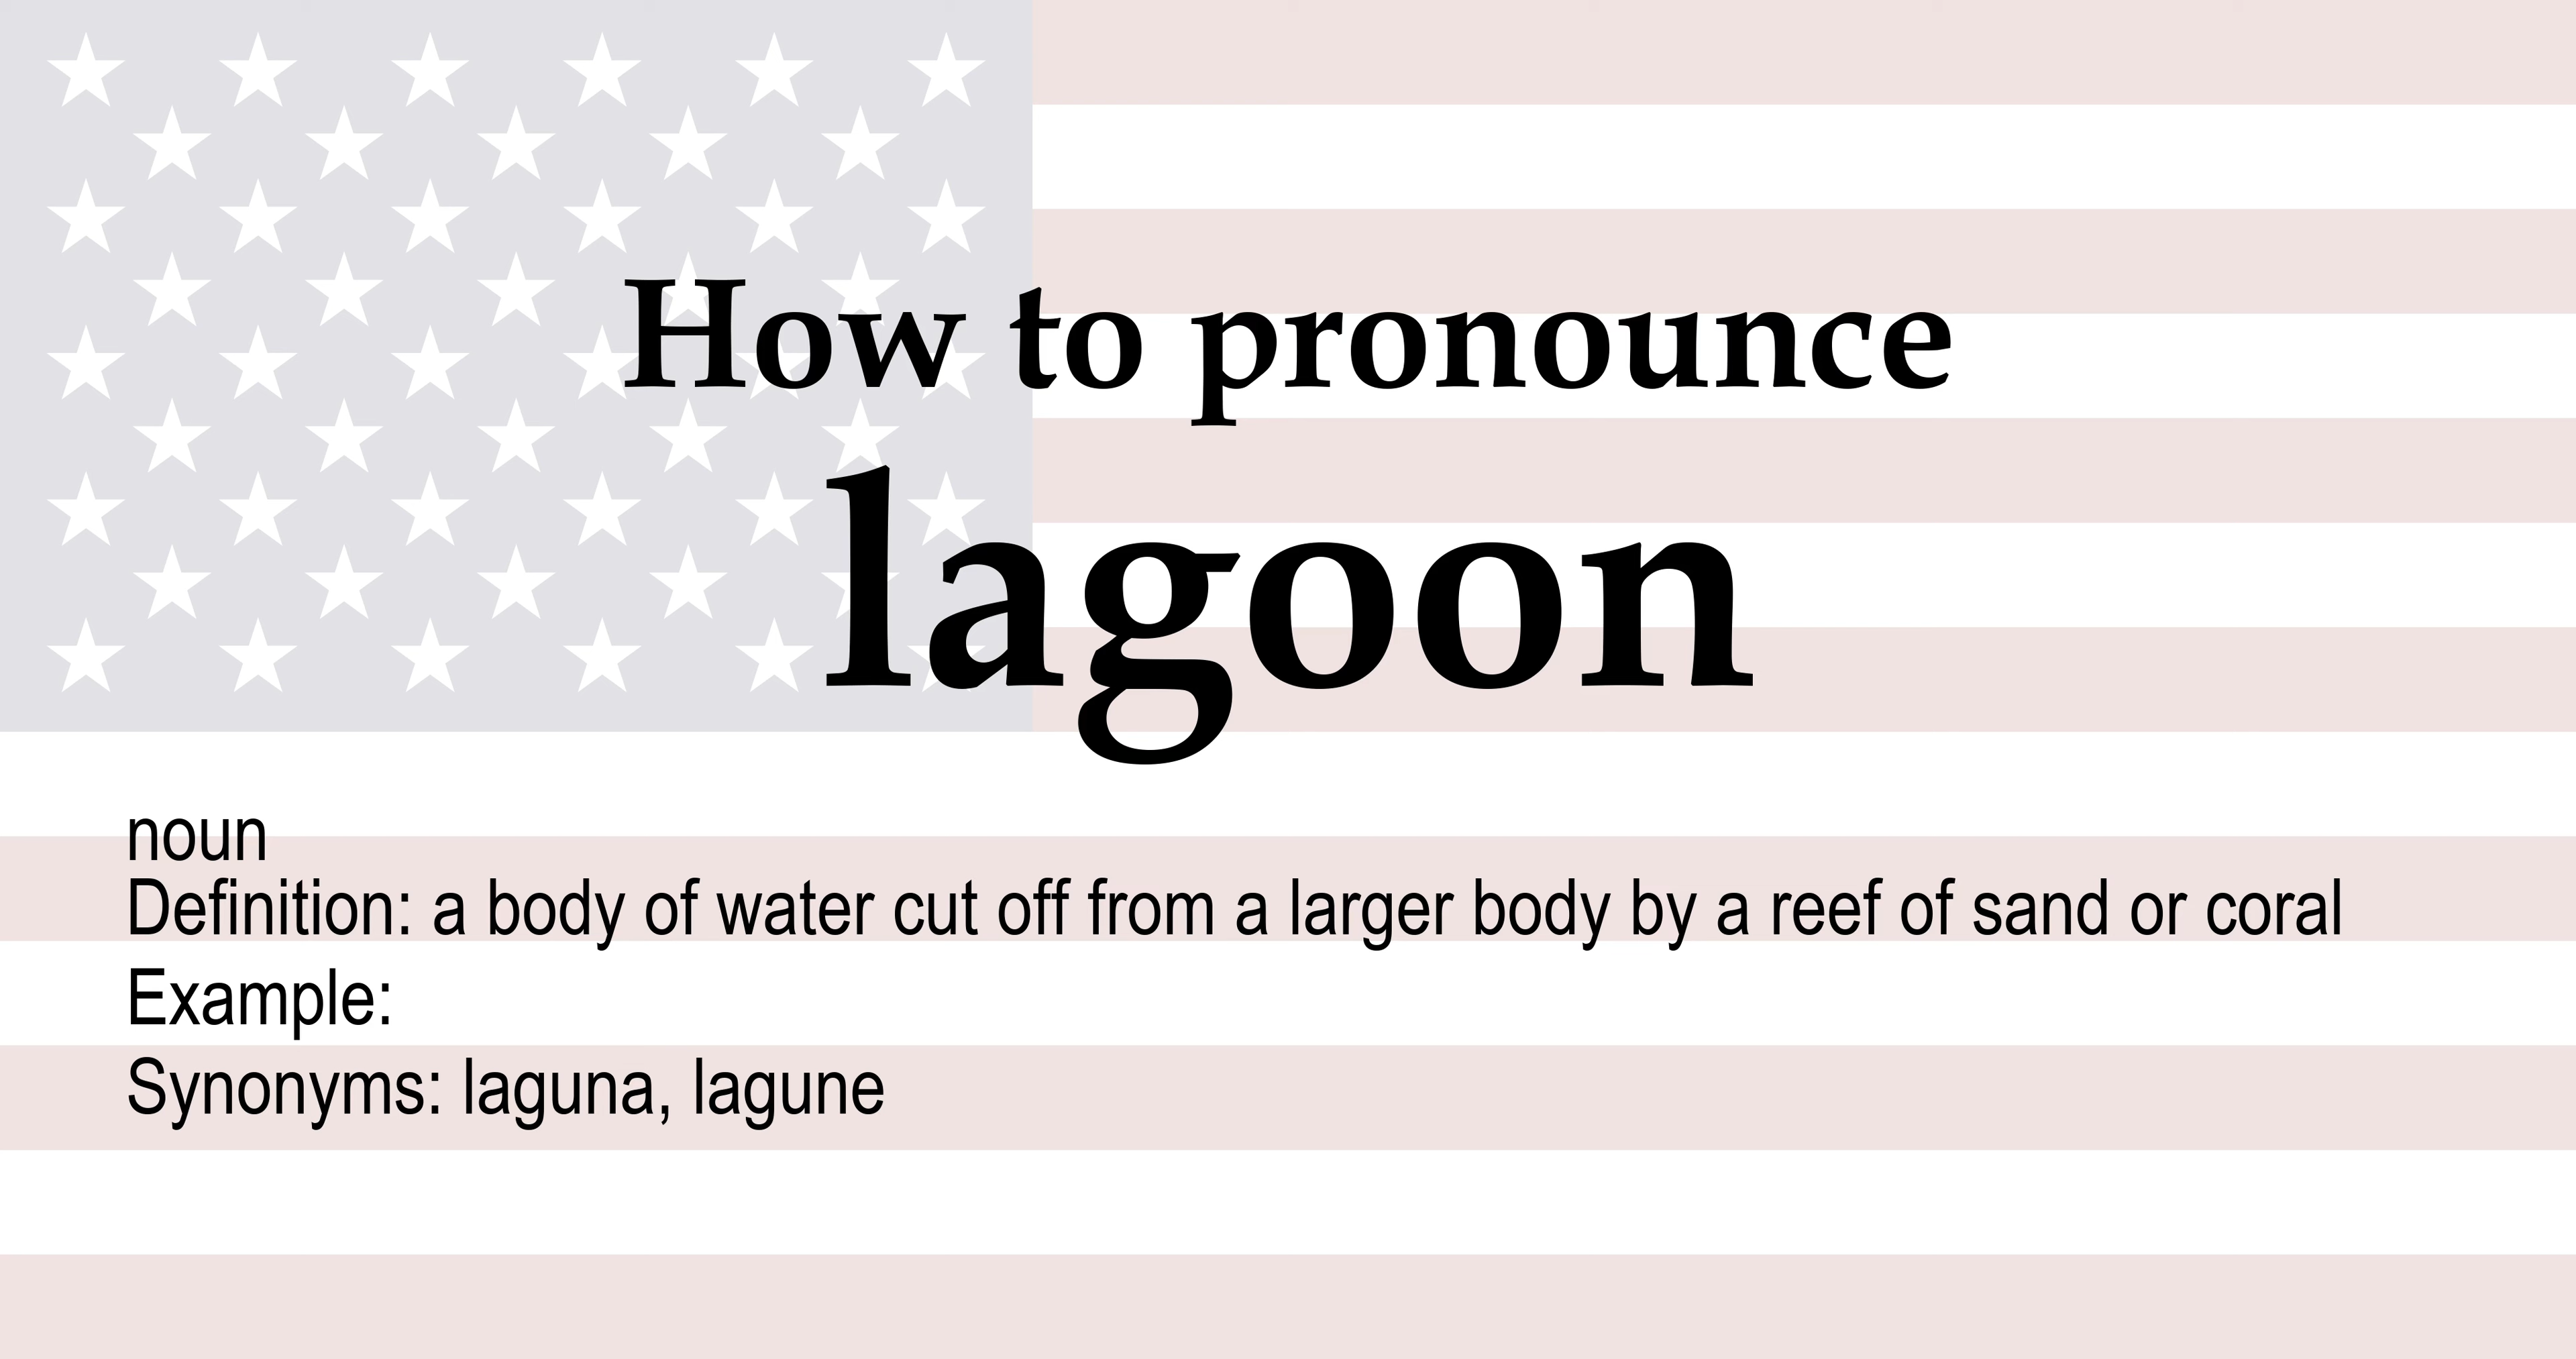 How to pronounce
lagoon
noun
Definition: a body of water cut off from a larger body by a reef of sand or coral
Example:
Synonyms: laguna, lagune